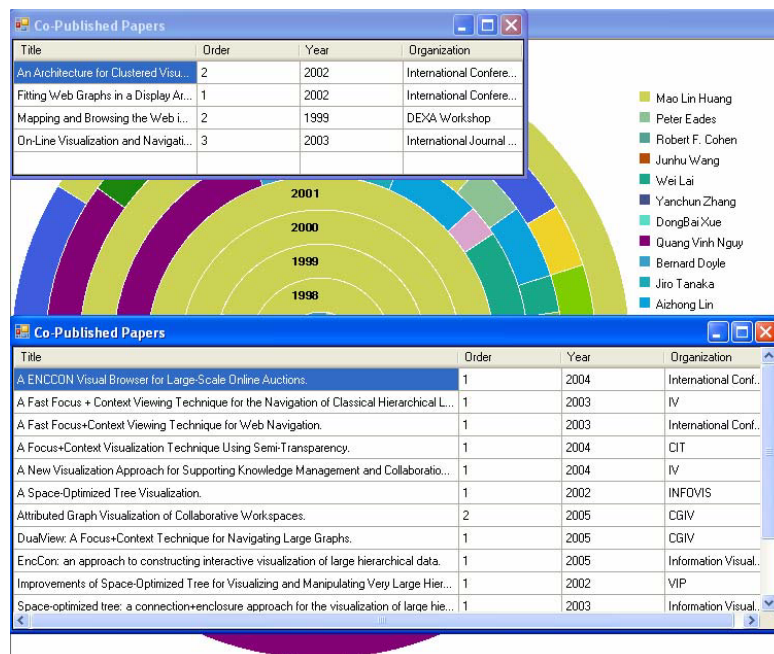 Co-Published Papers
Title Order Year Organization
An Architecture for Clustered Visu... 2 2002 International Confere...
Fitting Web Graphs in a Display Ar... 1 2002 International Confere...
Mapping and Browsing the Web i... 2 1999 DEXA Workshop
On-Line Visualization and Navigati... 3 2003 International Journal ...
Mao Lin Huang
Peter Eades
Robert F. Cohen
Junhu Wang
Wei Lai
Yanchun Zhang
DongBai Xue
Quang Vinh Nguy
Bernard Doyle
Jiro Tanaka
Aizhong Lin
2001
2000
1999
1998
Co-Published Papers
Title Order Year Organization
A ENCCON Visual Browser for Large-Scale Online Auctions. 1 2004 International Conf..
A Fast Focus + Context Viewing Technique for the Navigation of Classical Hierarchical L... 1 2003 IV
A Fast Focus+Context Viewing Technique for Web Navigation. 1 2003 International Conf..
A Focus+Context Visualization Technique Using Semi-Transparency. 1 2004 CIT
A New Visualization Approach for Supporting Knowledge Management and Collaboratio... 1 2004 IV
A Space-Optimized Tree Visualization. 1 2002 INFOVIS
Attributed Graph Visualization of Collaborative Workspaces. 2 2005 CGIV
DualView: A Focus+Context Technique for Navigating Large Graphs. 1 2005 CGIV
EncCon: an approach to constructing interactive visualization of large hierarchical data. 1 2005 Information Visual..
Improvements of Space-Optimized Tree for Visualizing and Manipulating Very Large Hier... 1 2002 VIP
Space-optimized tree: a connection+enclosure approach for the visualization of large hie... 1 2003 Information Visual..